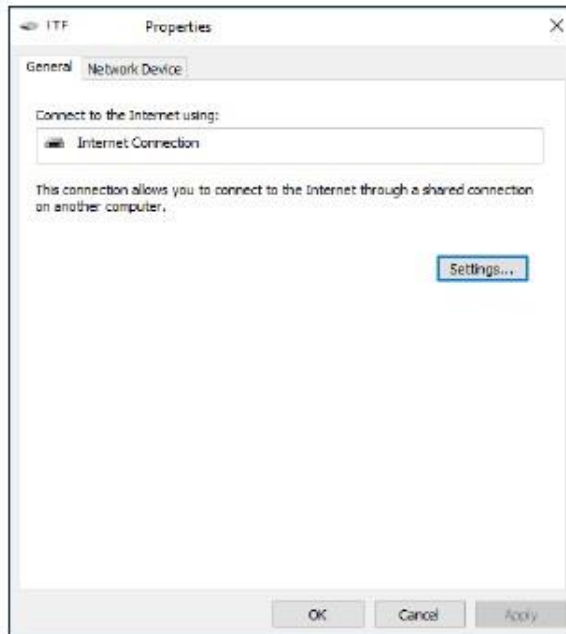 ITF Properties
General Network Device
Connect to the Internet using:
Internet Connection
This connection allows you to connect to the Internet through a shared connection
on another computer.
Settings...
OK Cancel Apply